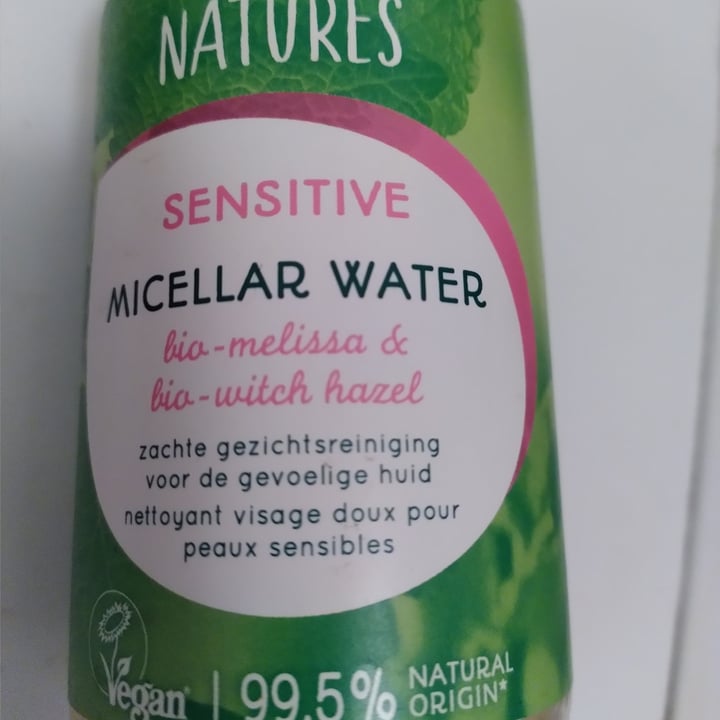 NATURES
SENSITIVE
MICELLAR WATER
bio-melissa &
bio-witch hazel
zachte gezichtsreiniging
voor de gevoelige huid
nettoyant visage doux pour
peaux sensibles
Vegan | 99.5% NATURAL
ORIGIN*